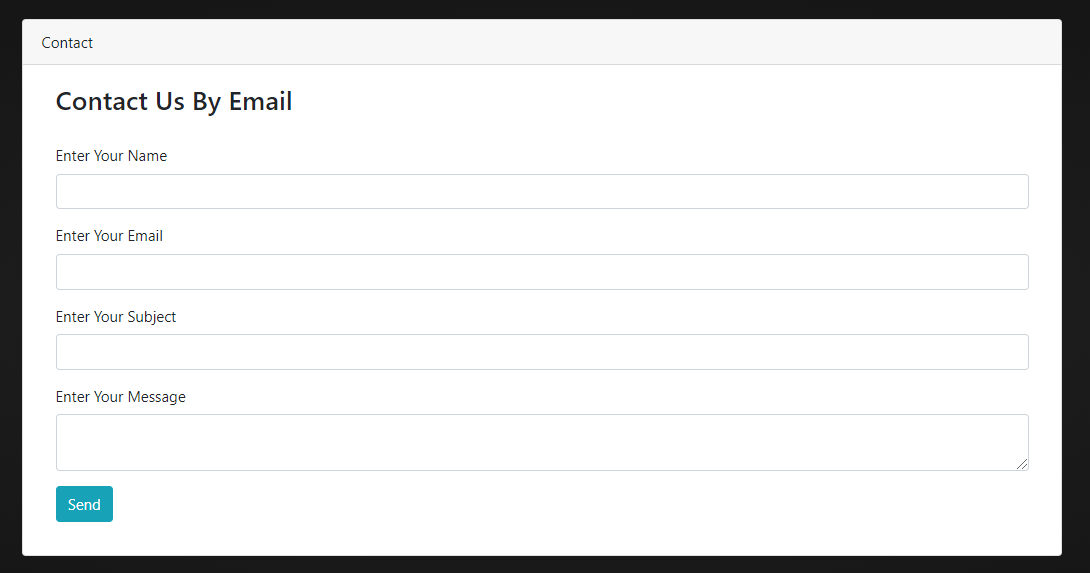 Contact
Contact Us By Email
Enter Your Name
Enter Your Email
Enter Your Subject
Enter Your Message
Send